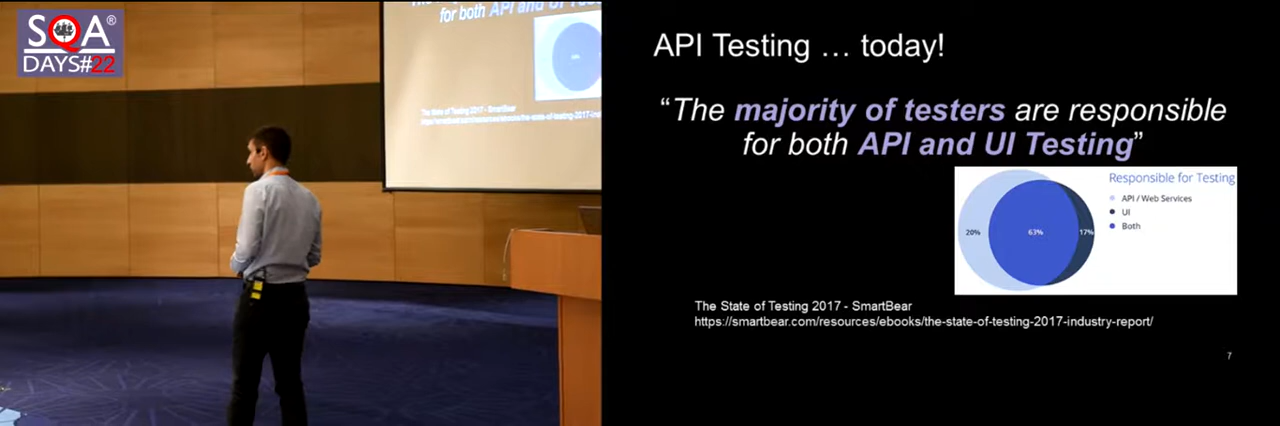 SQA®
DAYS#22
for both API and UI Te
The State of Testing 2017 - SmartBear
API Testing … today!
“The majority of testers are responsible
for both API and UI Testing”
Responsible for Testing
API / Web Services
UI
Both
20%
63%
17%
The State of Testing 2017 - SmartBear
https://smartbear.com/resources/ebooks/the-state-of-testing-2017-industry-report/
7